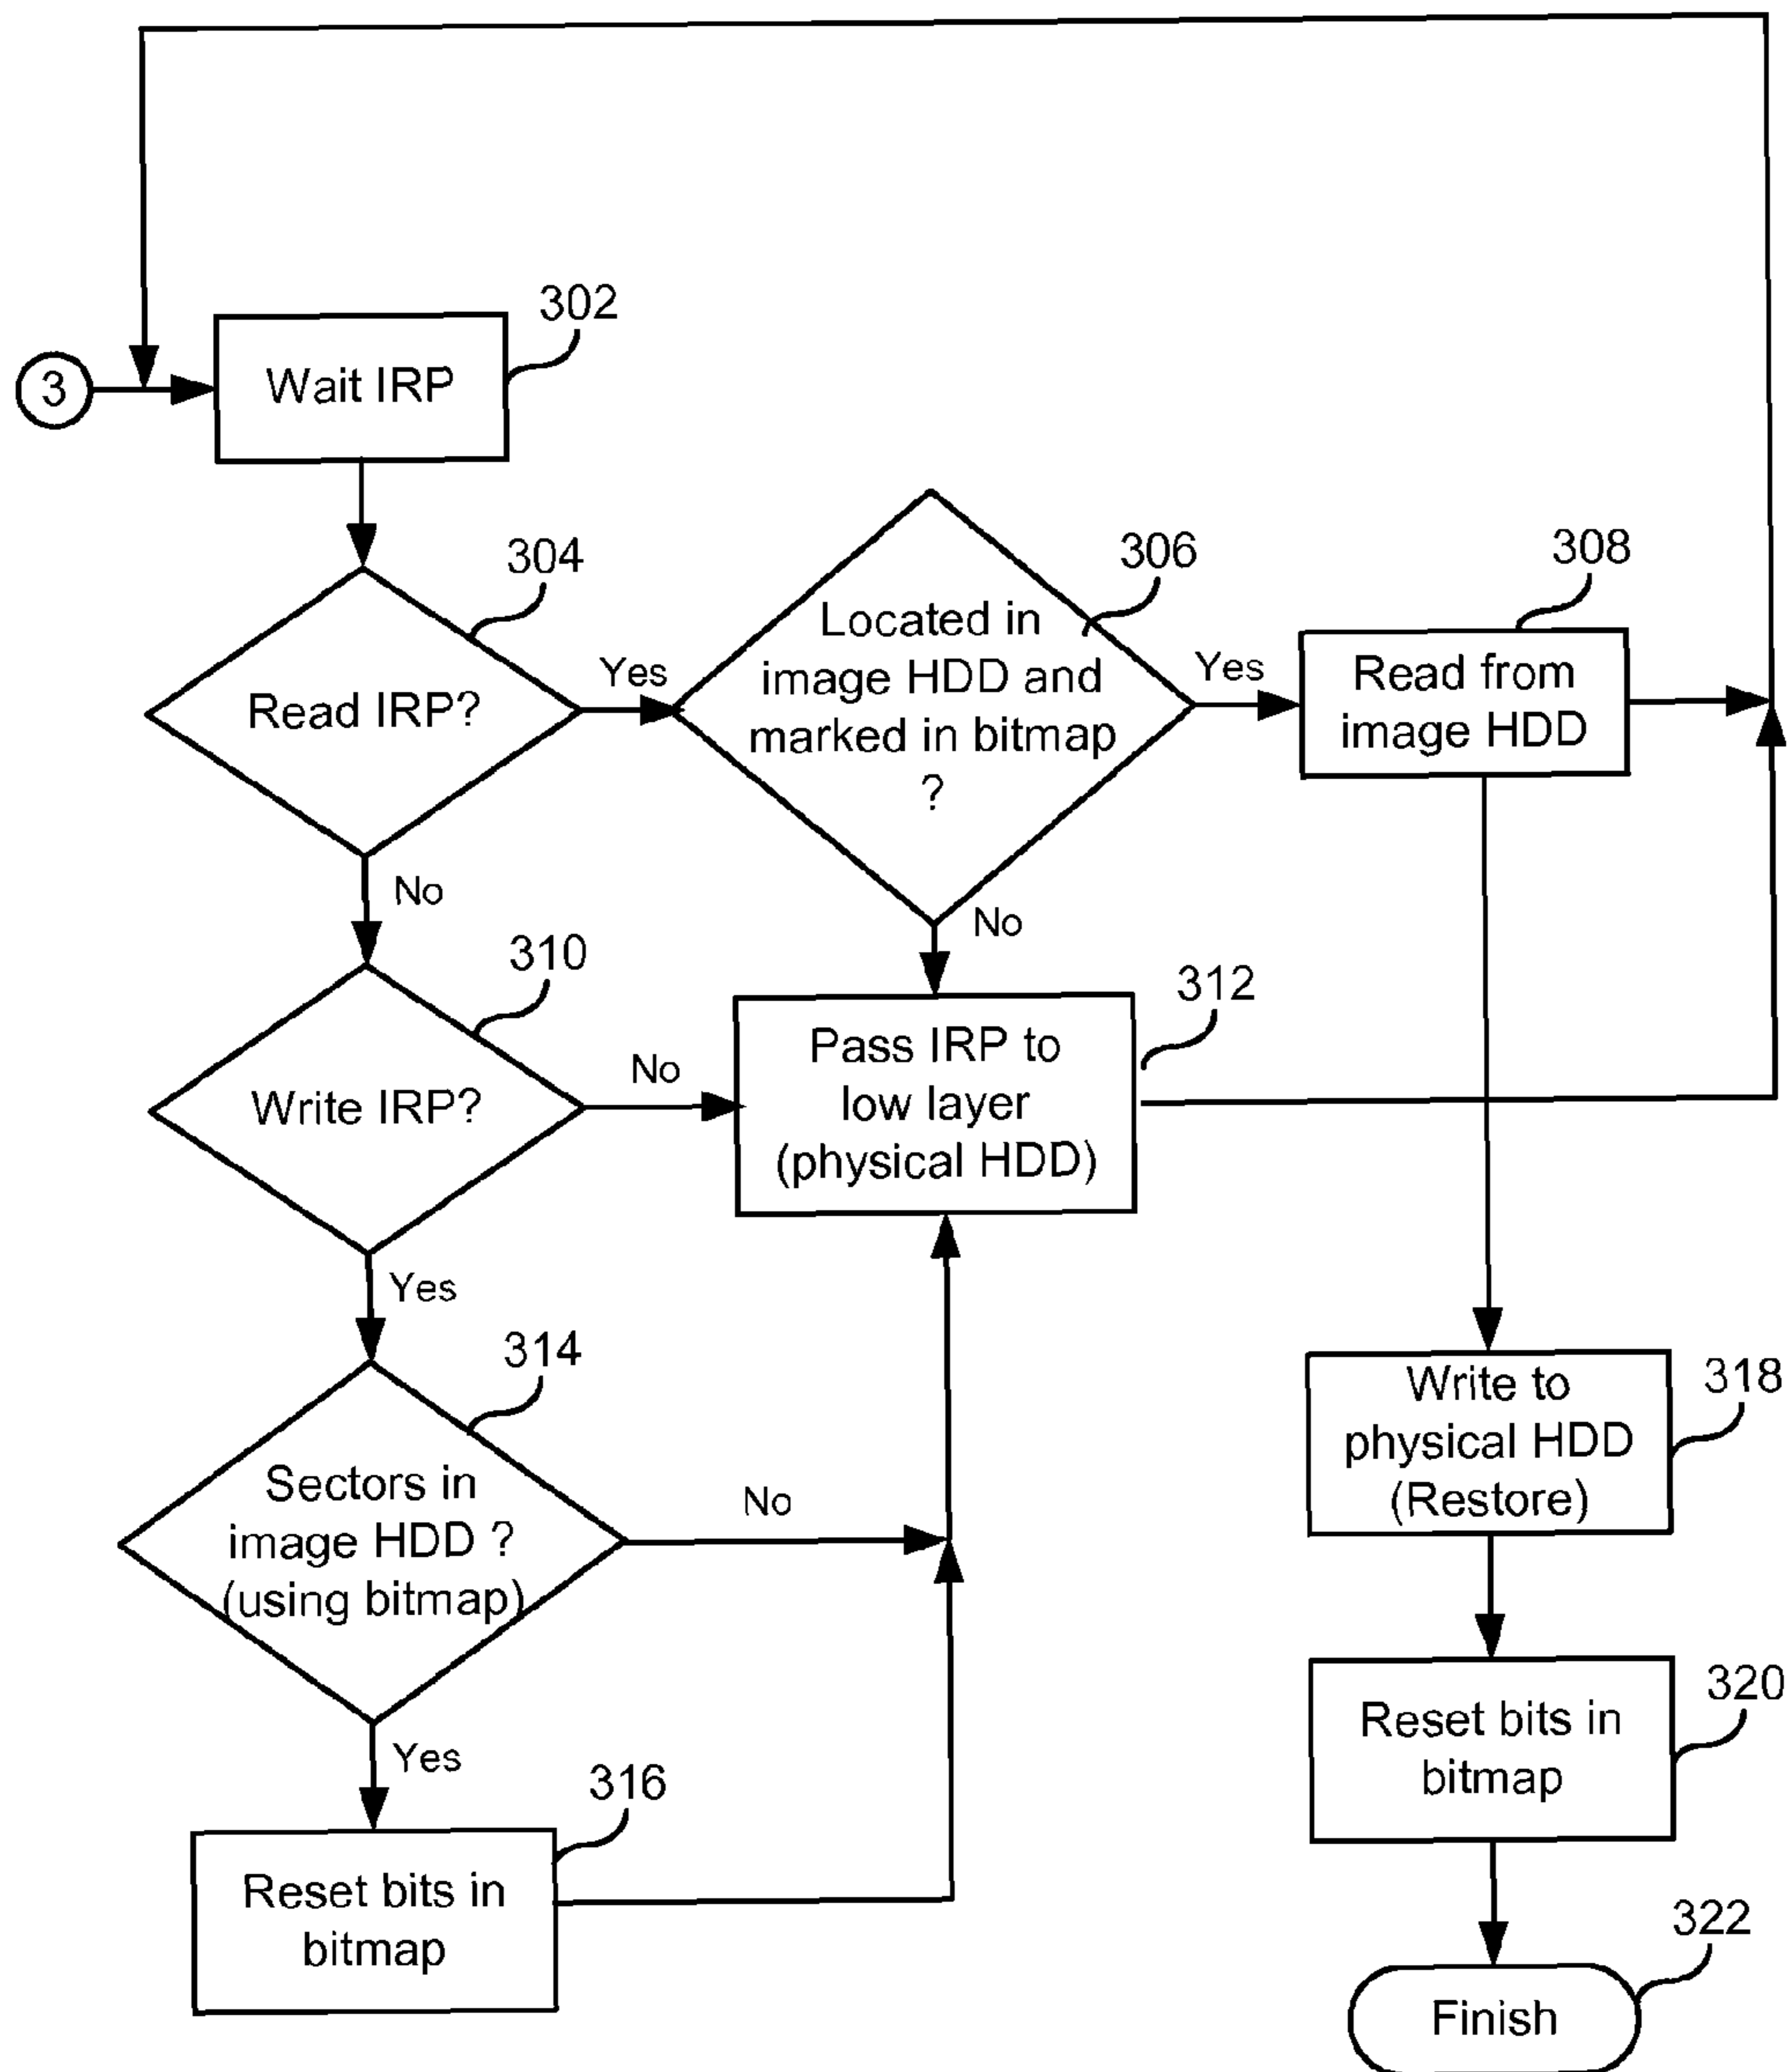 302
3
Wait IRP
304
306
308
Located in
image HDD and
marked in bitmap
?
Read IRP?
Yes
Yes
Read from
image HDD
No
No
310
312
Write IRP?
No
Pass IRP to
low layer
(physical HDD)
Yes
314
318
Write to
physical HDD
(Restore)
Sectors in
image HDD ?
(using bitmap)
No
320
Reset bits in
bitmap
Yes
316
Reset bits in
bitmap
322
Finish